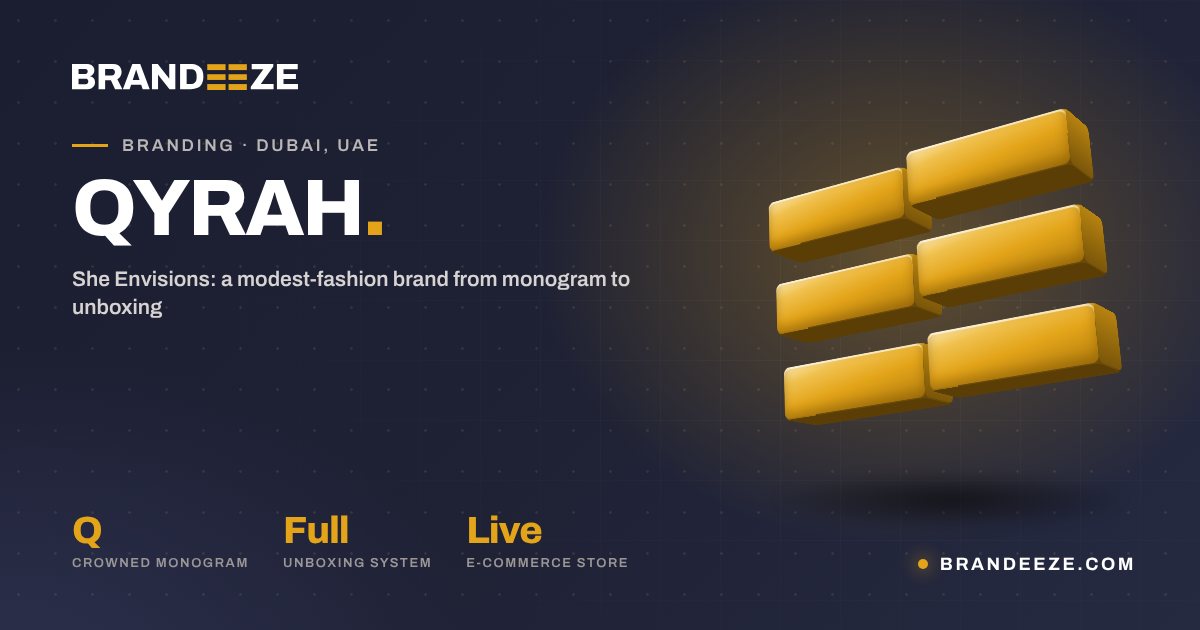 BRANDEEZE
BRANDING · DUBAI, UAE
QYRAH.
She Envisions: a modest-fashion brand from monogram to
unboxing
Q
CROWNED MONOGRAM
Full
UNBOXING SYSTEM
Live
E-COMMERCE STORE
BRANDEEZE.COM